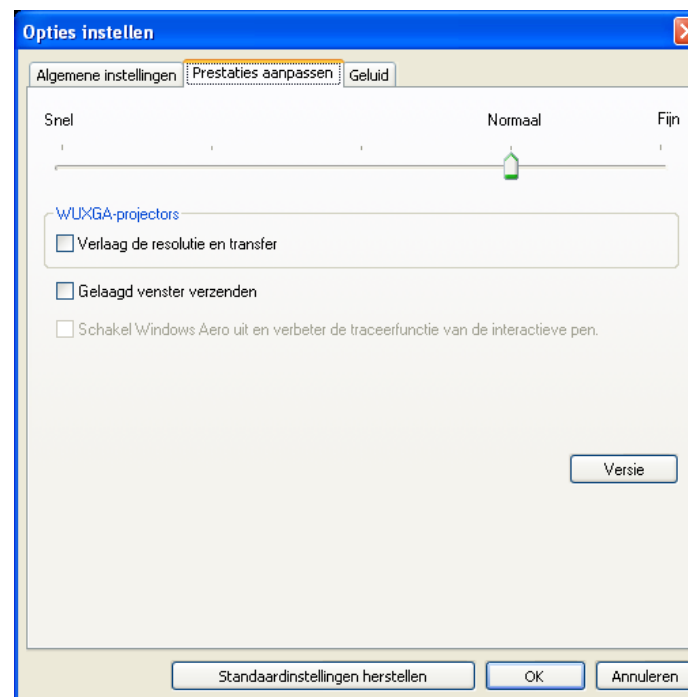 Opties instellen
Algemene instellingen Prestaties aanpassen Geluid
Snel Normaal Fijn
WUXGA-projectors
Verlaag de resolutie en transfer
Gelaagd venster verzenden
Schakel Windows Aero uit en verbeter de traceerfunctie van de interactieve pen.
Versie
Standaardinstellingen herstellen OK Annuleren